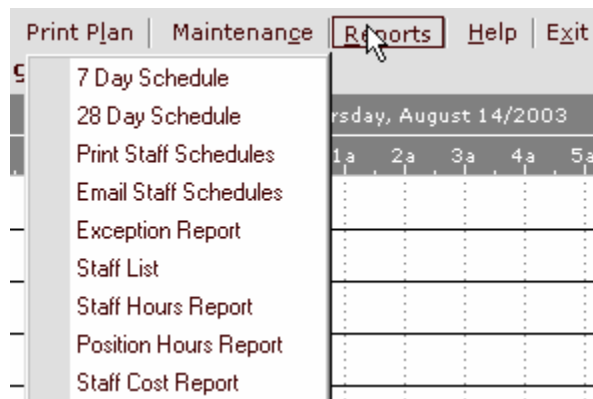 Print Plan | Maintenance | Reports Help | Exit
7 Day Schedule
28 Day Schedule
rsday, August 14/2003
Print Staff Schedules
1a 2a 3a 4a 5a
Email Staff Schedules
Exception Report
Staff List
Staff Hours Report
Position Hours Report
Staff Cost Report